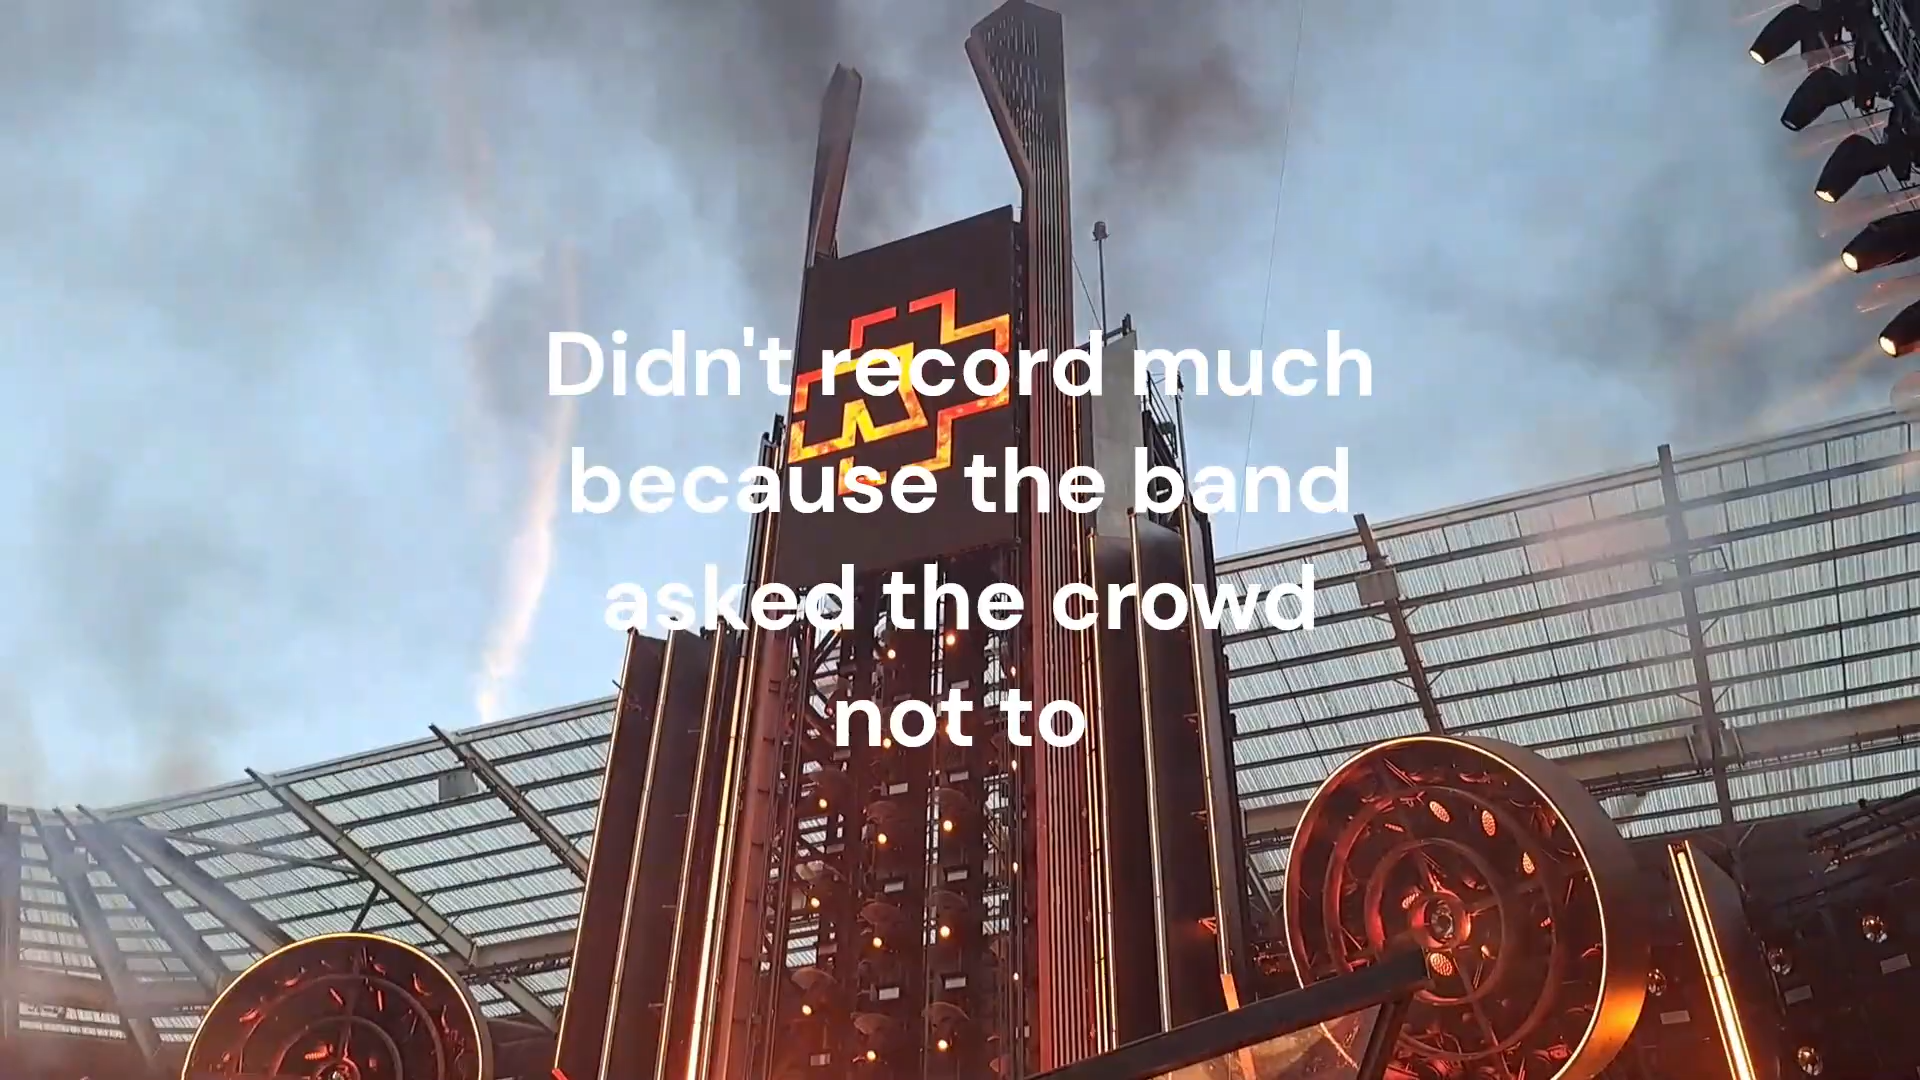 Didn't record much
because the band
asked the crowd
not to